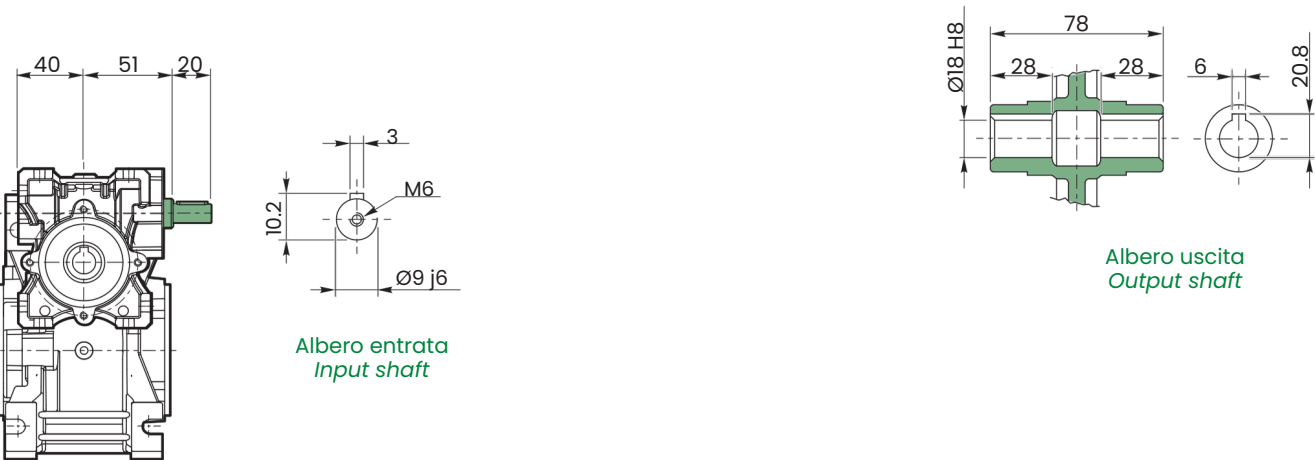 40
51
20
3
M6
10.2
Ø9 j6
Albero entrata
Input shaft
78
Ø18 H8
28
28
6
20.8
Albero uscita
Output shaft